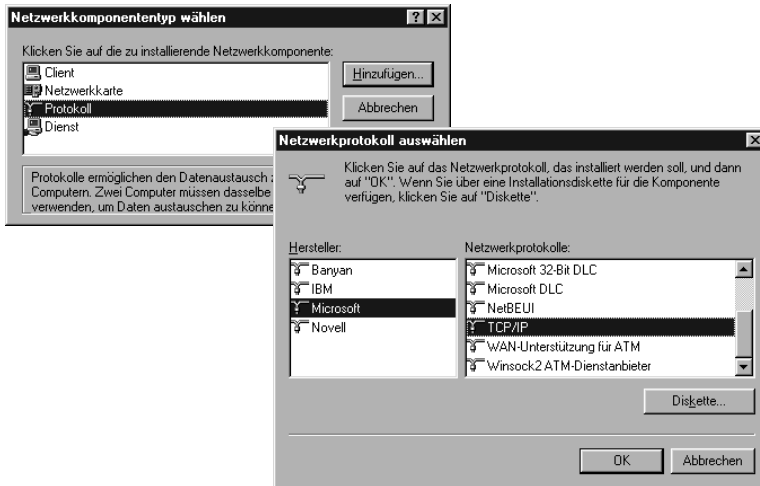 Netzwerkkomponententyp wählen
Klicken Sie auf die zu installierende Netzwerkkomponente:
Client
Netzwerkkarte
Protokoll
Dienst
Hinzufügen...
Abbrechen
Protokolle ermöglichen den Datenaustausch
Computern. Zwei Computer müssen dasselbe
verwenden, um Daten austauschen zu könne
Netzwerkprotokoll auswählen
Klicken Sie auf das Netzwerkprotokoll, das installiert werden soll, und dann
auf "OK". Wenn Sie über eine Installationsdiskette für die Komponente
verfügen, klicken Sie auf "Diskette".
Hersteller:
Banyan
IBM
Microsoft
Novell
Netzwerkprotokolle:
Microsoft 32-Bit DLC
Microsoft DLC
NetBEUI
TCP/IP
WAN-Unterstützung für ATM
Winsock2 ATM-Dienstanbieter
Diskette...
OK
Abbrechen